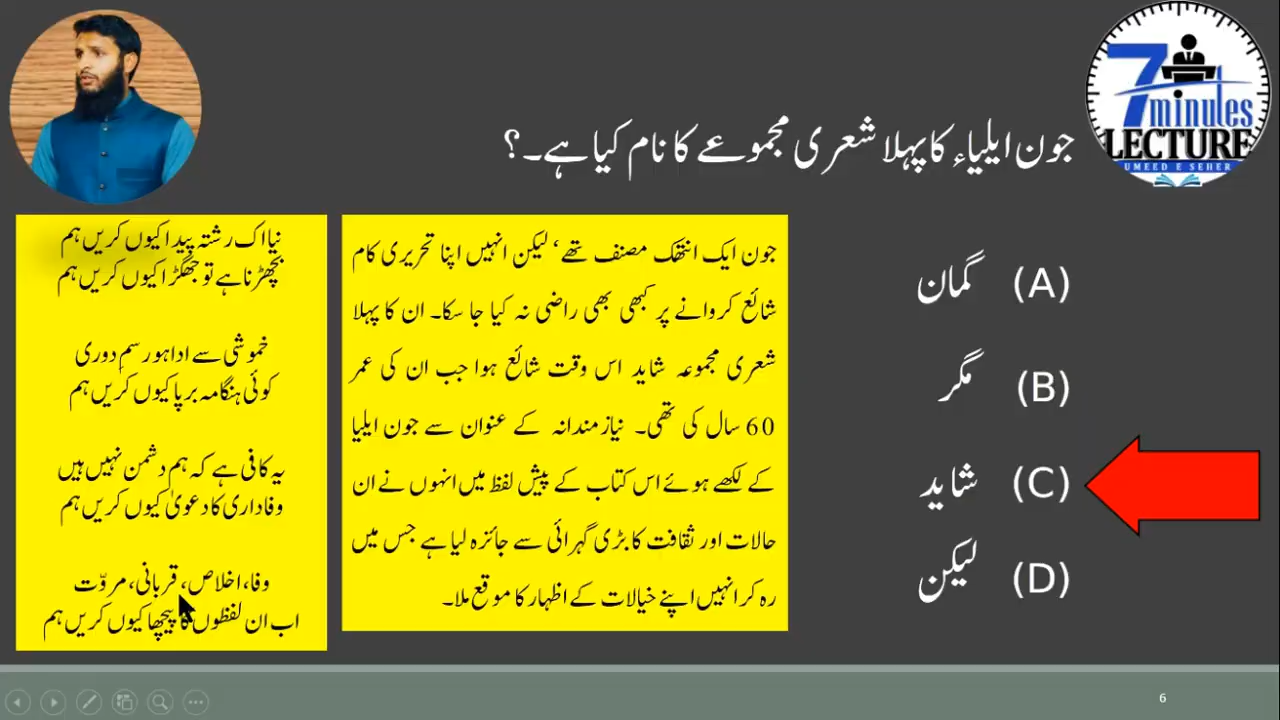 7
minutes
LECTURE
UMEED E SEHER
جون ایلیاء کا پہلا شعری مجموعے کا نام کیا ہے۔؟
(A) گمان
(B) مگر
(C) شاید
(D) لیکن
جون ایک انتھک مصنف تھے، لیکن انہیں اپنا تحریری کام
شائع کروانے پر کبھی بھی راضی نہ کیا جا سکا۔ ان کا پہلا
شعری مجموعہ شاید اس وقت شائع ہوا جب ان کی عمر
60 سال کی تھی۔ نیازمندانہ کے عنوان سے جون ایلیا
کے لکھے ہوئے اس کتاب کے پیش لفظ میں انہوں نے ان
حالات اور ثقافت کا بڑی گہرائی سے جائزہ لیا ہے جس میں
رہ کر انہیں اپنے خیالات کے اظہار کا موقع ملا۔
نیا اک رشتہ پیدا کیوں کریں ہم
بچھڑنا ہے تو جھگڑا کیوں کریں ہم
خموشی سے ادا ہو رسمِ دوری
کوئی ہنگامہ برپا کیوں کریں ہم
یہ کافی ہے کہ ہم دشمن نہیں ہیں
وفاداری کا دعویٰ کیوں کریں ہم
وفا، اخلاص، قربانی، مروّت
اب ان لفظوں کا پیچھا کیوں کریں ہم
6